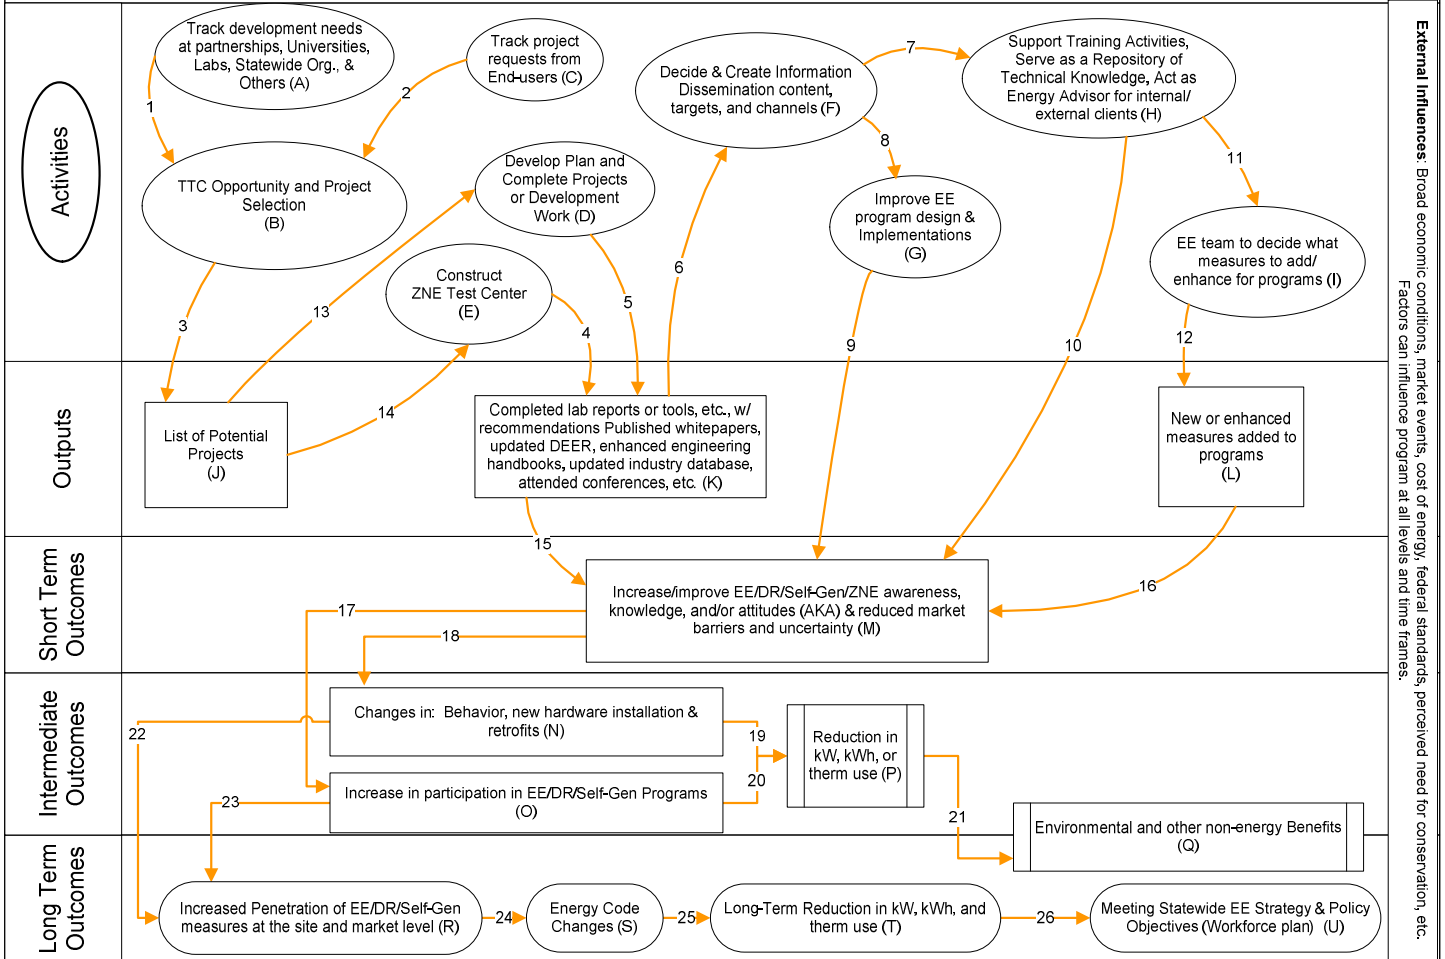 Activities
Track development needs
at partnerships, Universities,
Labs, Statewide Org., &
Others (A)
Track project
requests from
End-users (C)
Decide & Create Information
Dissemination content,
targets, and channels (F)
Support Training Activities,
Serve as a Repository of
Technical Knowledge, Act as
Energy Advisor for internal/
external clients (H)
1
2
7
8
11
TTC Opportunity and Project
Selection
(B)
Develop Plan and
Complete Projects
or Development
Work (D)
Improve EE
program design &
Implementations
(G)
EE team to decide what
measures to add/
enhance for programs (I)
Construct
ZNE Test Center
(E)
3
13
4
5
6
9
10
12
Outputs
14
List of Potential
Projects
(J)
Completed lab reports or tools, etc., w/
recommendations Published whitepapers,
updated DEER, enhanced engineering
handbooks, updated industry database,
attended conferences, etc. (K)
New or enhanced
measures added to
programs
(L)
Short Term
Outcomes
15
16
17
18
Increase/improve EE/DR/Self-Gen/ZNE awareness,
knowledge, and/or attitudes (AKA) & reduced market
barriers and uncertainty (M)
Intermediate
Outcomes
22
Changes in: Behavior, new hardware installation &
retrofits (N)
19
20
Reduction in
kW, kWh, or
therm use (P)
23
Increase in participation in EE/DR/Self-Gen Programs
(O)
21
Environmental and other non-energy Benefits
(Q)
Long Term
Outcomes
Increased Penetration of EE/DR/Self-Gen
measures at the site and market level (R)
24
Energy Code
Changes (S)
25
Long-Term Reduction in kW, kWh, and
therm use (T)
26
Meeting Statewide EE Strategy & Policy
Objectives (Workforce plan) (U)
External Influences: Broad economic conditions, market events, cost of energy, federal standards, perceived need for conservation, etc.
Factors can influence program at all levels and time frames.